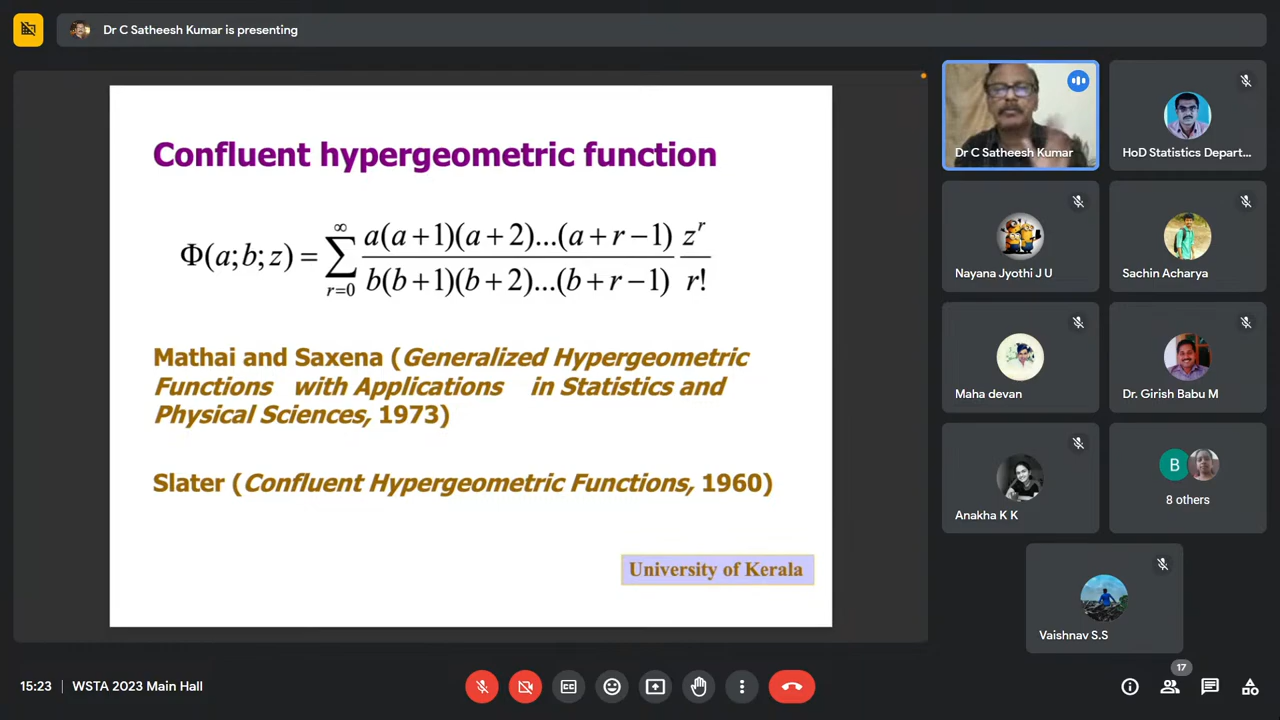 Dr C Satheesh Kumar is presenting
Confluent hypergeometric function
Φ(a;b;z) = ∑_{r=0}^{∞} \frac{a(a+1)(a+2)...(a+r−1)}{b(b+1)(b+2)...(b+r−1)} \frac{z^r}{r!}
Mathai and Saxena (Generalized Hypergeometric
Functions with Applications in Statistics and
Physical Sciences, 1973)
Slater (Confluent Hypergeometric Functions, 1960)
University of Kerala
Dr C Satheesh Kumar
HoD Statistics Depart...
Nayana Jyothi J U
Sachin Acharya
Maha devan
Dr. Girish Babu M
Anakha K K
B
8 others
Vaishnav S.S
15:23 | WSTA 2023 Main Hall
CC
17